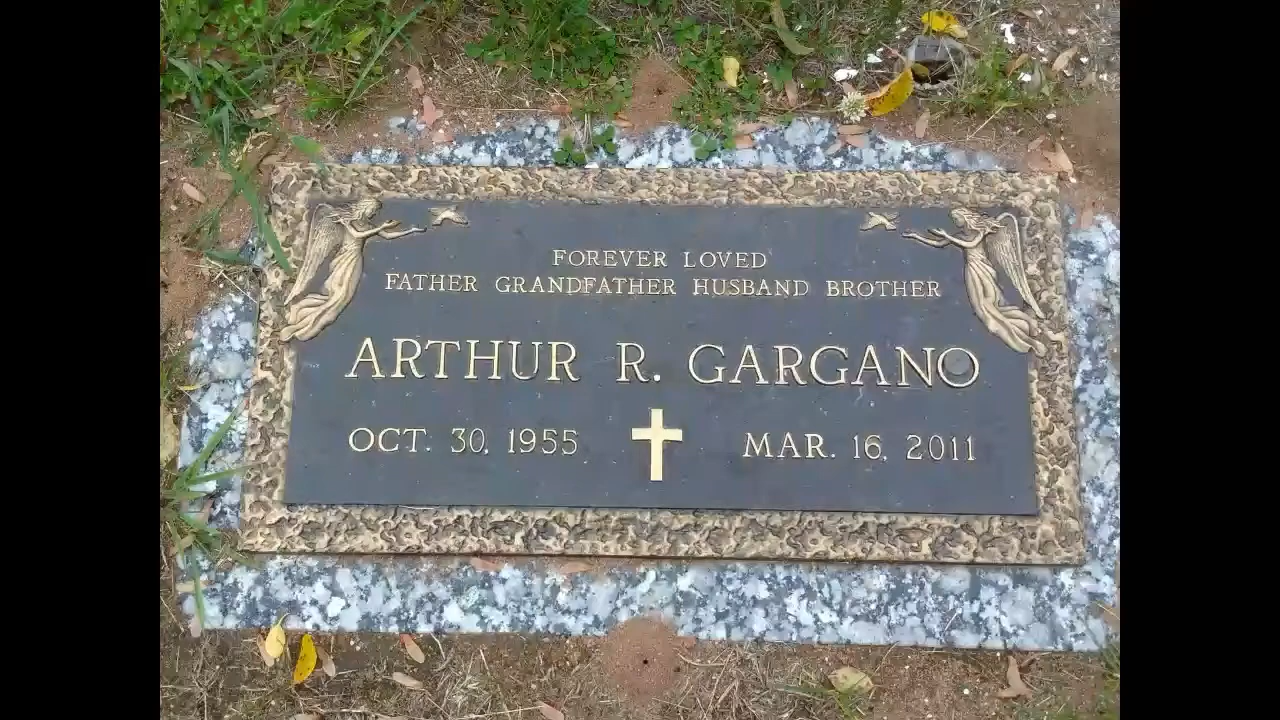 FOREVER LOVED
FATHER GRANDFATHER HUSBAND BROTHER
ARTHUR R. GARGANO
OCT. 30, 1955 MAR. 16, 2011